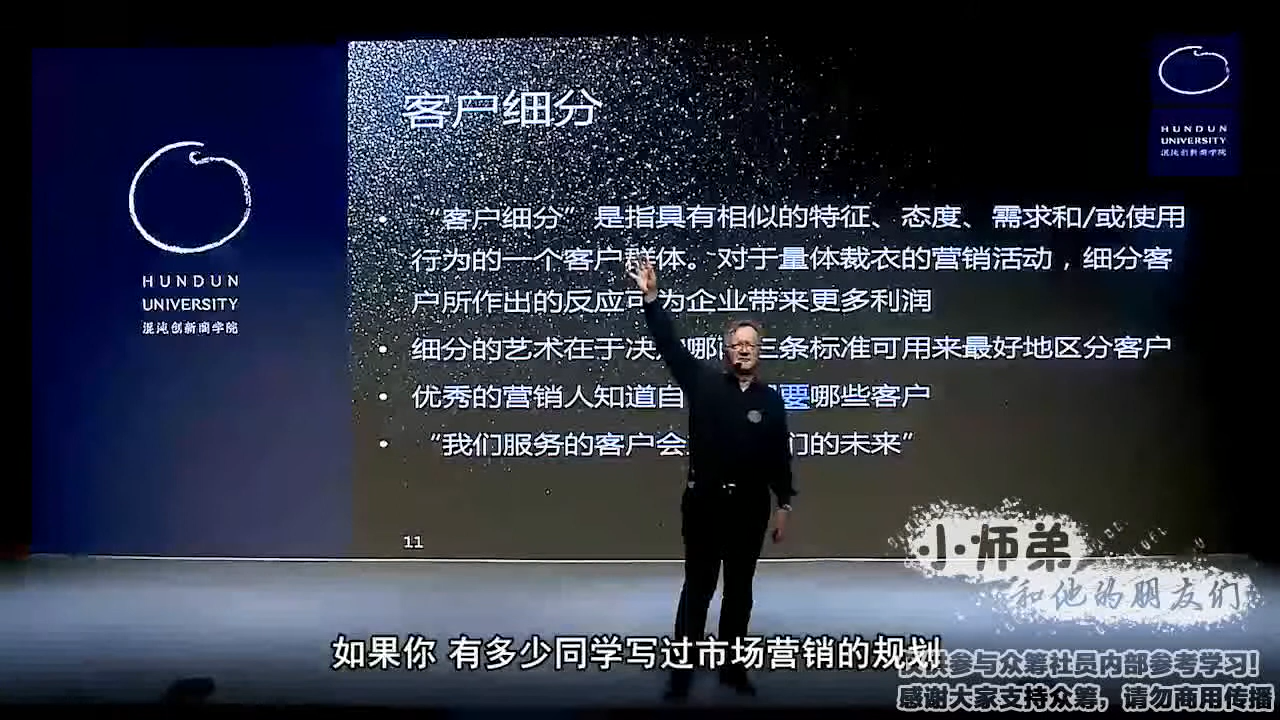 客户细分
HUNDUN
UNIVERSITY
混沌创新商学院
HUNDUN
UNIVERSITY
混沌创新商学院
• “客户细分”是指具有相似的特征、态度、需求和/或使用
行为的一个客户群体。对于量体裁衣的营销活动，细分客
户所作出的反应可为企业带来更多利润
• 细分的艺术在于决 哪 三条标准可用来最好地区分客户
• 优秀的营销人知道自 要哪些客户
• “我们服务的客户会 们的未来”
11
小师弟
和他的朋友们
如果你 有多少同学写过市场营销的规划
仅供参与众筹社员内部参考学习！
感谢大家支持众筹，请勿商用传播